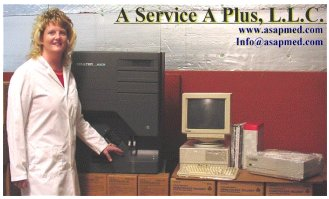 A Service A Plus, L.L.C.
www.asapmed.com
Info@asapmed.com